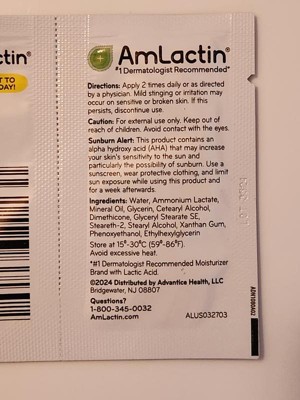 actin®
T TO
DAY!
AmLactin®
*1 Dermatologist Recommended*
Directions: Apply 2 times daily or as directed
by a physician. Mild stinging or irritation may
occur on sensitive or broken skin. If this
persists, discontinue use.
Caution: For external use only. Keep out of
reach of children. Avoid contact with the eyes.
Sunburn Alert: This product contains an
alpha hydroxy acid (AHA) that may increase
your skin's sensitivity to the sun and
particularly the possibility of sunburn. Use a
sunscreen, wear protective clothing, and limit
sun exposure while using this product and
for a week afterwards.
Ingredients: Water, Ammonium Lactate,
Mineral Oil, Glycerin, Cetearyl Alcohol,
Dimethicone, Glyceryl Stearate SE,
Steareth-2, Stearyl Alcohol, Xanthan Gum,
Phenoxyethanol, Ethylhexylglycerin
Store at 15°-30°C (59°-86°F).
Avoid excessive heat.
*#1 Dermatologist Recommended Moisturizer
Brand with Lactic Acid.
©2024 Distributed by Advantice Health, LLC
Bridgewater, NJ 08807
Questions?
1-800-345-0032
AmLactin.com
ALUS032703